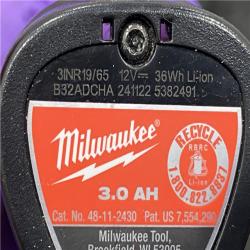 3INR19/65 12V⎓ 36Wh Li-ion
B32ADCHA 241122 5382491.
Milwaukee
3.0 AH
RECYCLE
RBRC
Li-ion
1.800.822.8837
Cat. No. 48-11-2430 Pat. US 7,554,290
Milwaukee Tool,
Brookfield, WI 53005